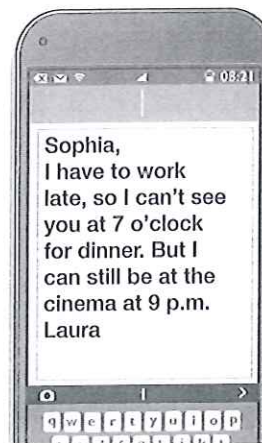 08:21
Sophia,
I have to work
late, so I can't see
you at 7 o'clock
for dinner. But I
can still be at the
cinema at 9 p.m.
Laura
q w e r t y u i o p